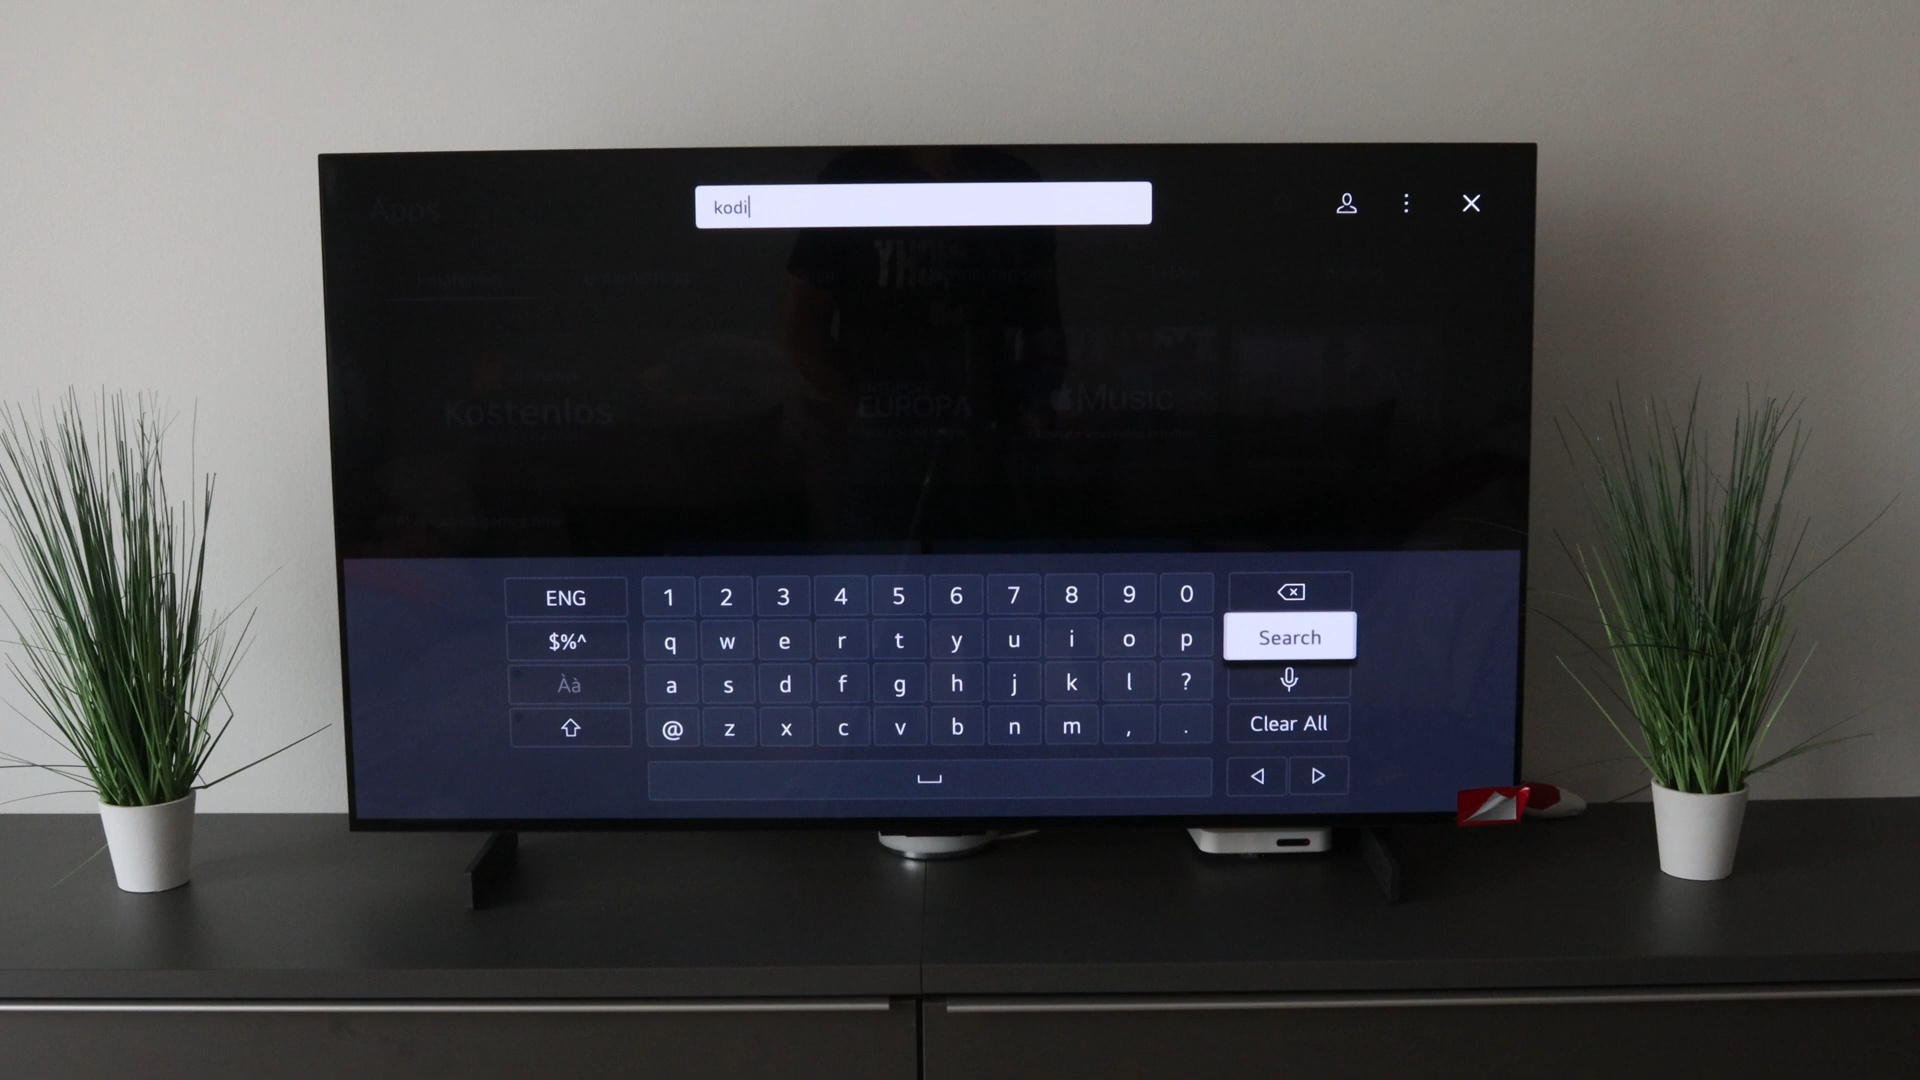 Apps
kodi
Kostenlos
EUROPA
Music
ENG 1 2 3 4 5 6 7 8 9 0
$%^ q w e r t y u i o p Search
Àà a s d f g h j k l ?
@ z x c v b n m , . Clear All